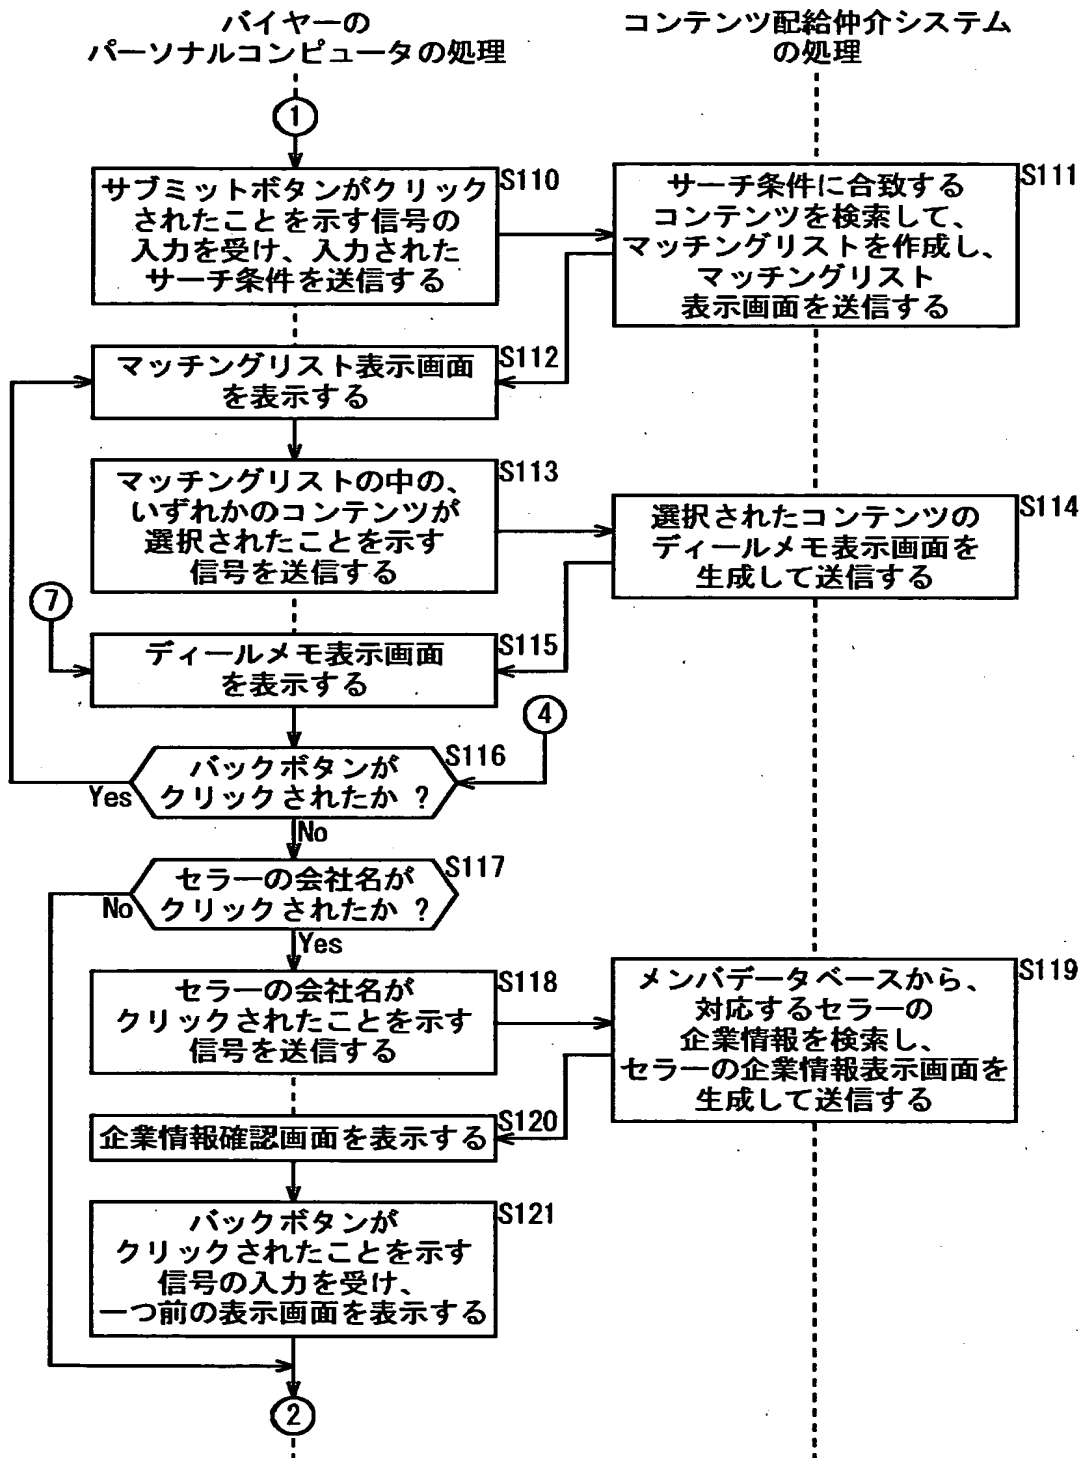 バイヤーの
パーソナルコンピュータの処理
コンテンツ配給仲介システム
の処理
1
S110
サブミットボタンがクリック
されたことを示す信号の
入力を受け、入力された
サーチ条件を送信する
S111
サーチ条件に合致する
コンテンツを検索して、
マッチングリストを作成し、
マッチングリスト
表示画面を送信する
S112
マッチングリスト表示画面
を表示する
S113
マッチングリストの中の、
いずれかのコンテンツが
選択されたことを示す
信号を送信する
S114
選択されたコンテンツの
ディールメモ表示画面を
生成して送信する
7
S115
ディールメモ表示画面
を表示する
4
S116
バックボタンが
クリックされたか ?
Yes
No
S117
セラーの会社名が
クリックされたか ?
No
Yes
S118
セラーの会社名が
クリックされたことを示す
信号を送信する
S119
メンバデータベースから、
対応するセラーの
企業情報を検索し、
セラーの企業情報表示画面を
生成して送信する
S120
企業情報確認画面を表示する
S121
バックボタンが
クリックされたことを示す
信号の入力を受け、
一つ前の表示画面を表示する
2